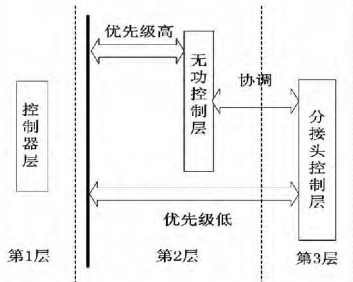 优先级高
无功控制层
协调
控制器层
分接头控制层
优先级低
第1层
第2层
第3层